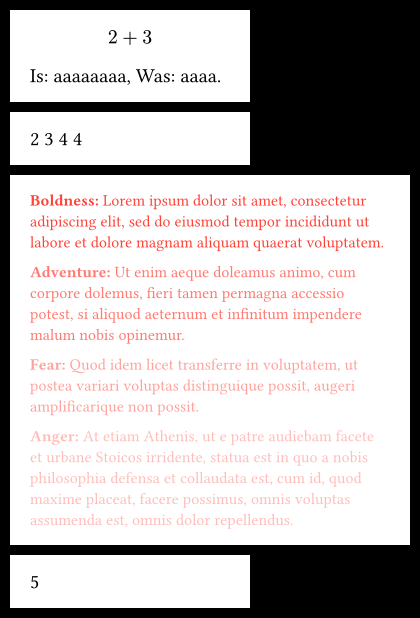 2 + 3
Is: aaaaaaaa, Was: aaaa.
2 3 4 4
Boldness: Lorem ipsum dolor sit amet, consectetur
adipiscing elit, sed do eiusmod tempor incididunt ut
labore et dolore magnam aliquam quaerat voluptatem.
Adventure: Ut enim aeque doleamus animo, cum
corpore dolemus, fieri tamen permagna accessio
potest, si aliquod aeternum et infinitum impendere
malum nobis opinemur.
Fear: Quod idem licet transferre in voluptatem, ut
postea variari voluptas distinguique possit, augeri
amplificarique non possit.
Anger: At etiam Athenis, ut e patre audiebam facete
et urbane Stoicos irridente, statua est in quo a nobis
philosophia defensa et collaudata est, cum id, quod
maxime placeat, facere possimus, omnis voluptas
assumenda est, omnis dolor repellendus.
5